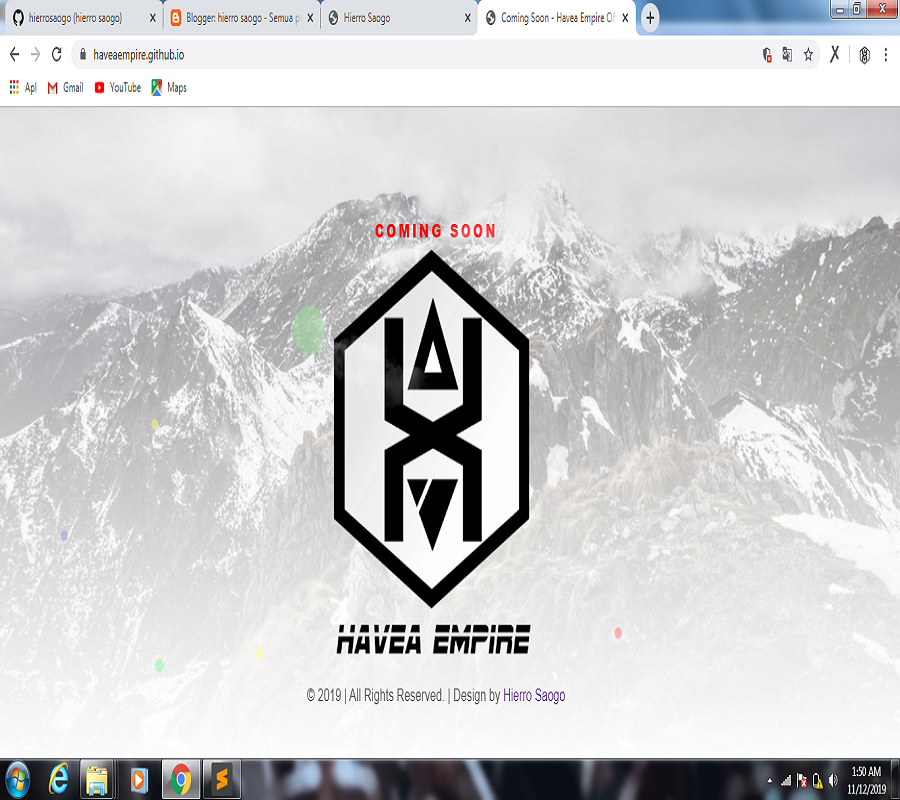 hierrosaogo (hierro saogo)
Blogger: hierro saogo - Semua p
Hierro Saogo
Coming Soon - Havea Empire Of
haveaempire.github.io
Apl
Gmail
YouTube
Maps
COMING SOON
HAVEA EMPIRE
© 2019 | All Rights Reserved. | Design by Hierro Saogo
1:50 AM
11/12/2019